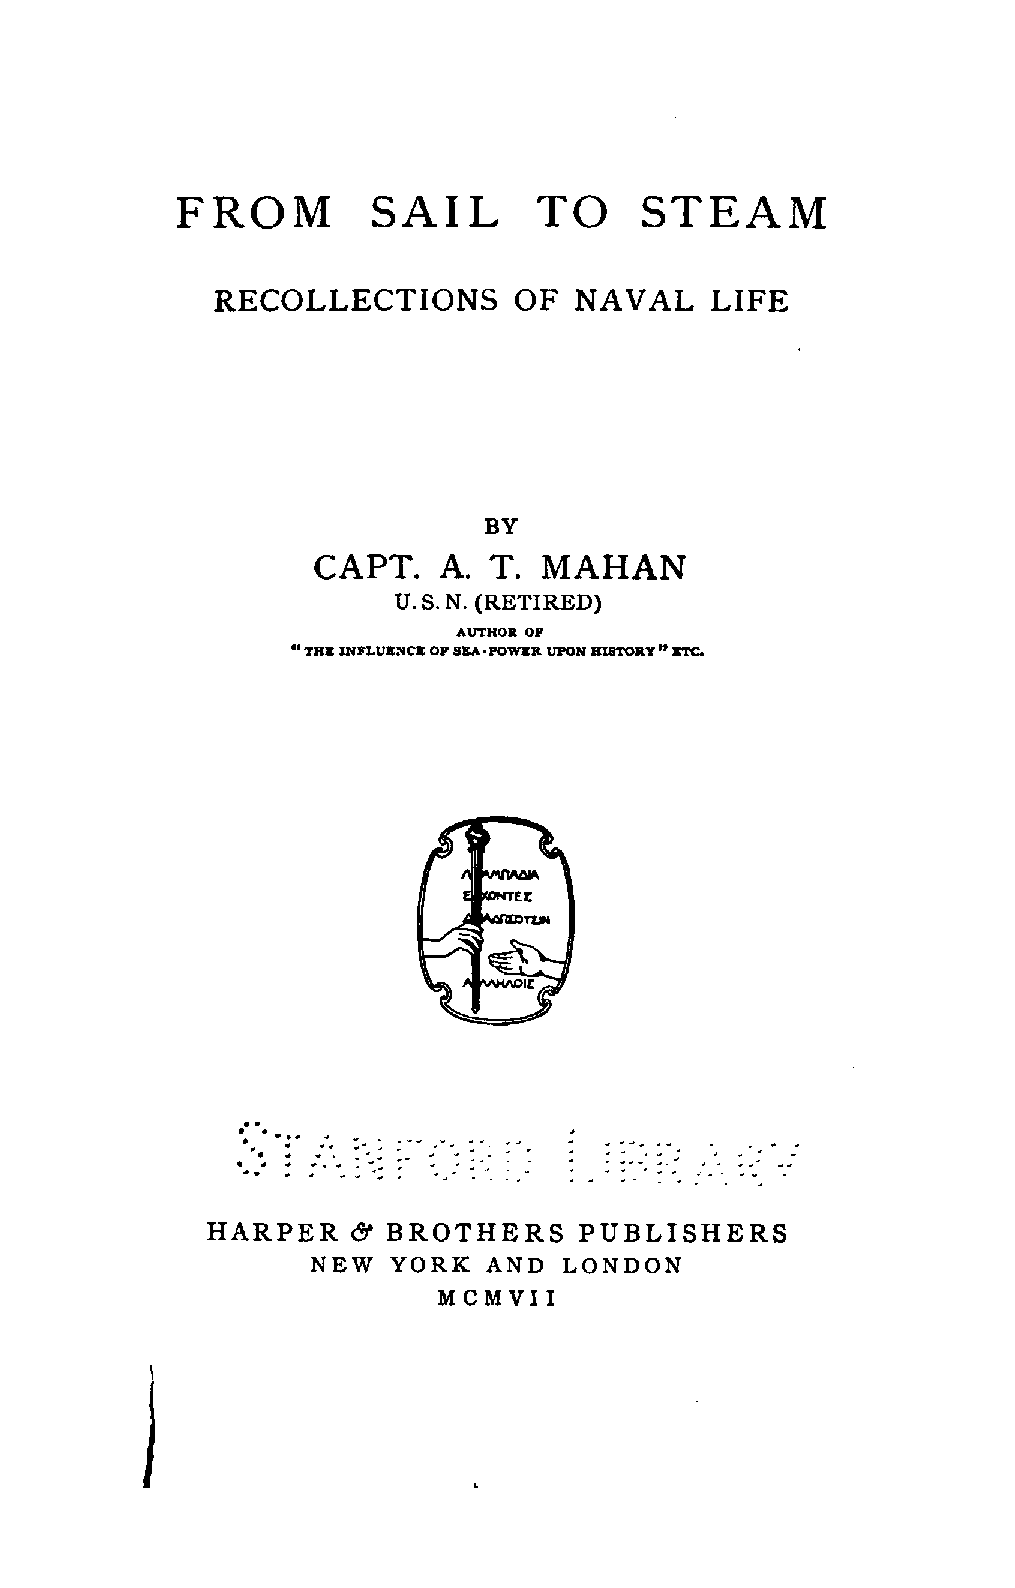 FROM SAIL TO STEAM
RECOLLECTIONS OF NAVAL LIFE
BY
CAPT. A. T. MAHAN
U. S. N. (RETIRED)
AUTHOR OF
"THE INFLUENCE OF SEA-POWER UPON HISTORY" ETC.
STANFORD LIBRARY
HARPER & BROTHERS PUBLISHERS
NEW YORK AND LONDON
MCMVII